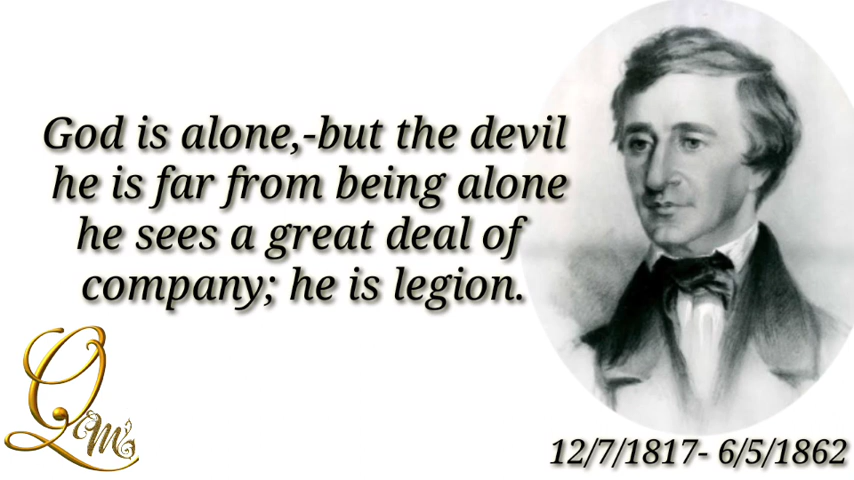 God is alone,-but the devil
he is far from being alone
he sees a great deal of
company; he is legion.
12/7/1817- 6/5/1862